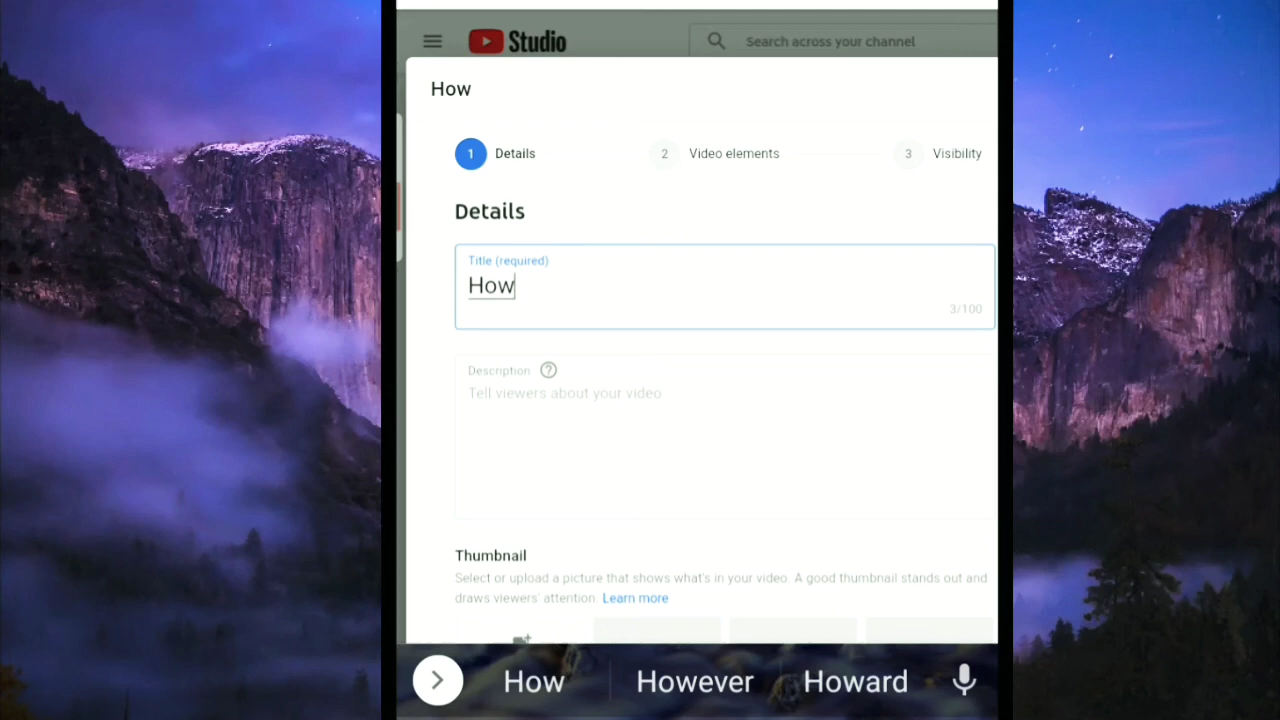 Studio
Search across your channel
How
1 Details
2 Video elements
3 Visibility
Details
Title (required)
How
3/100
Description ?
Tell viewers about your video
Thumbnail
Select or upload a picture that shows what's in your video. A good thumbnail stands out and
draws viewers' attention. Learn more
How However Howard